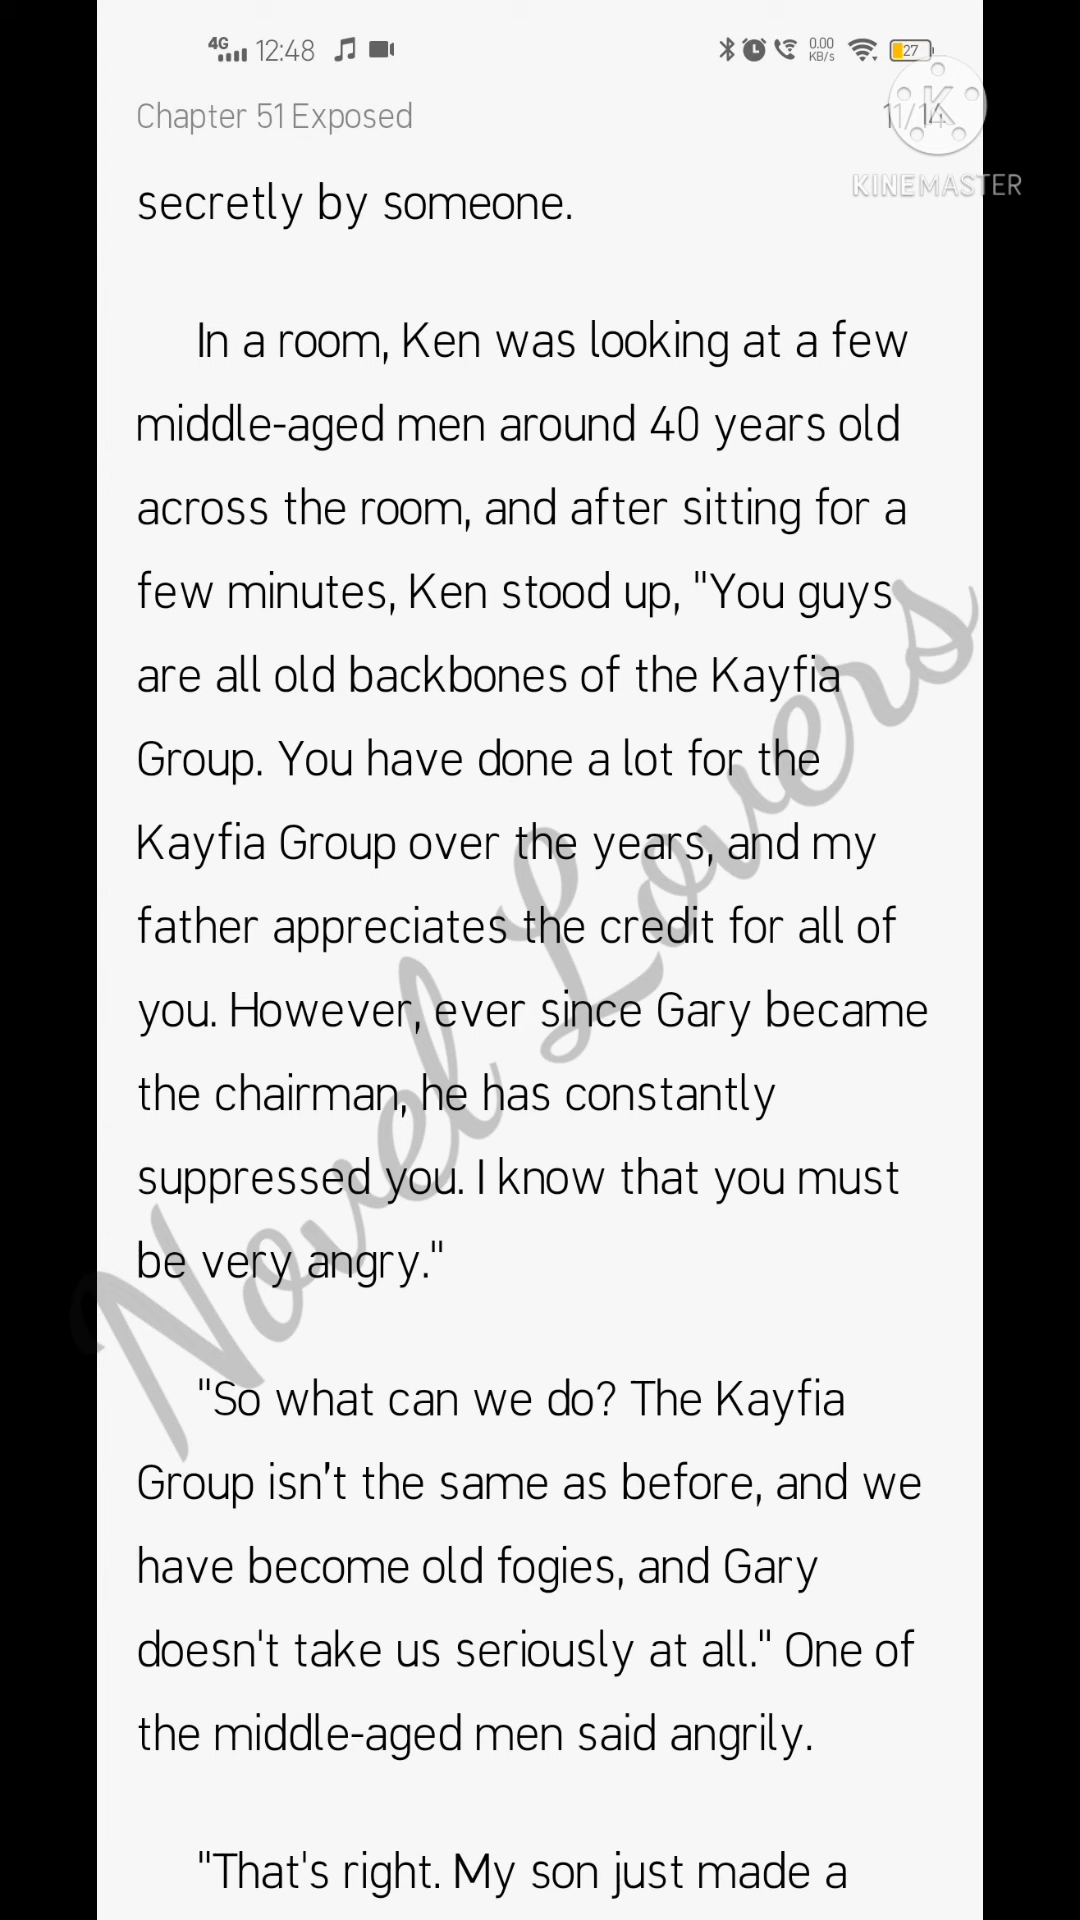 4G 12:48 0.00 KB/s 27
Chapter 51 Exposed 11/14
KINEMASTER
secretly by someone.
In a room, Ken was looking at a few
middle-aged men around 40 years old
across the room, and after sitting for a
few minutes, Ken stood up, "You guys
are all old backbones of the Kayfia
Group. You have done a lot for the
Kayfia Group over the years, and my
father appreciates the credit for all of
you. However, ever since Gary became
the chairman, he has constantly
suppressed you. I know that you must
be very angry."
"So what can we do? The Kayfia
Group isn't the same as before, and we
have become old fogies, and Gary
doesn't take us seriously at all." One of
the middle-aged men said angrily.
"That's right. My son just made a
Novel Lovers